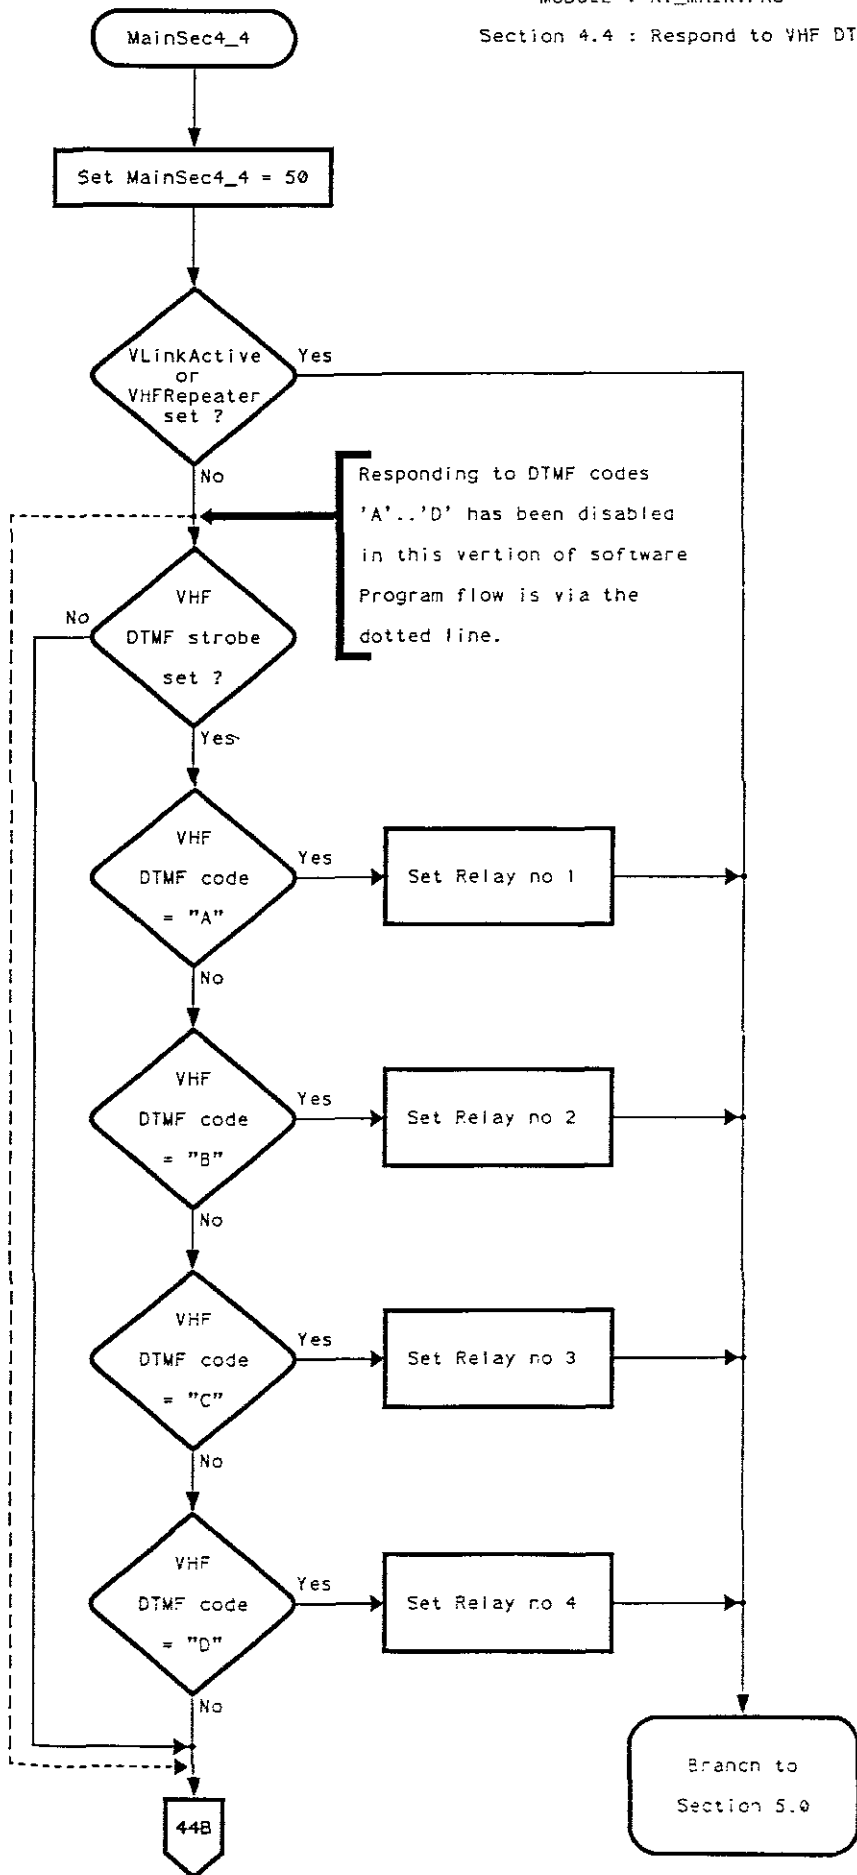 Section 4.4 : Respond to VHF DT
MainSec4_4
Set MainSec4_4 = 50
VLinkActive
or
VHFRepeater
set ?
Yes
No
Responding to DTMF codes
'A'..'D' has been disabled
in this vertion of software
Program flow is via the
dotted line.
VHF
DTMF strobe
set ?
No
Yes
VHF
DTMF code
= "A"
Yes
Set Relay no 1
No
VHF
DTMF code
= "B"
Yes
Set Relay no 2
No
VHF
DTMF code
= "C"
Yes
Set Relay no 3
No
VHF
DTMF code
= "D"
Yes
Set Relay no 4
No
44B
Branch to
Section 5.0